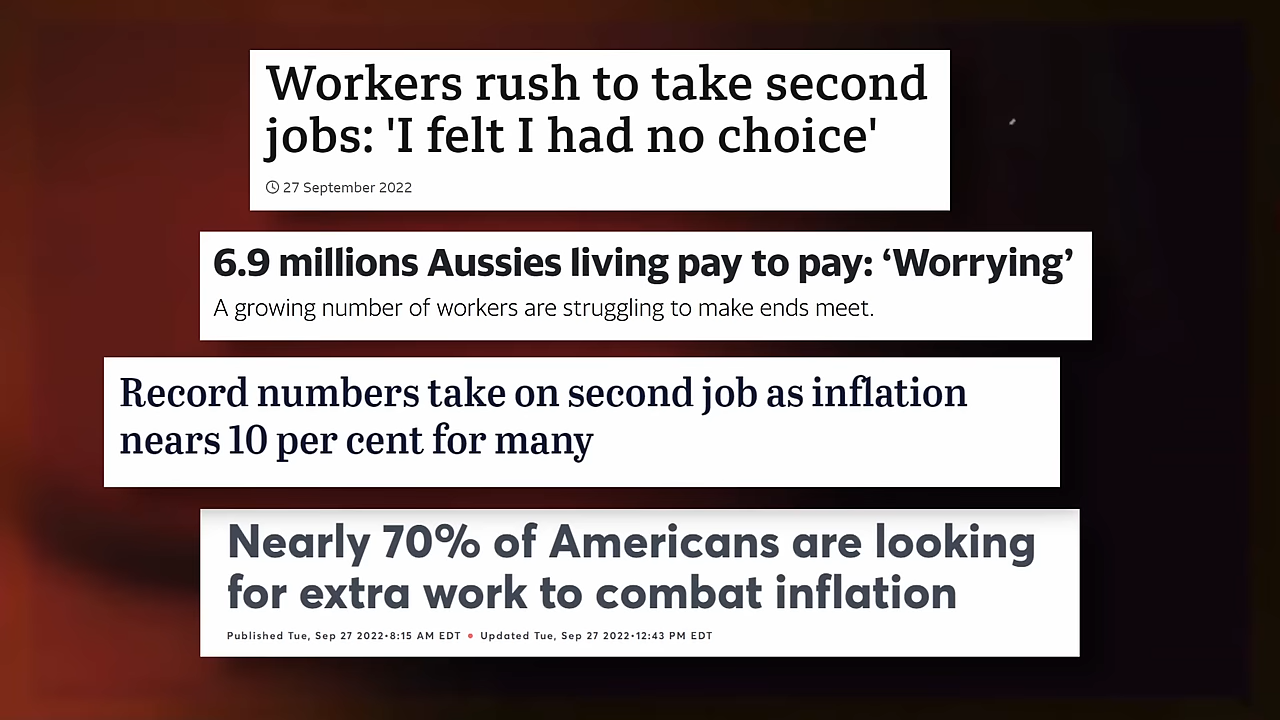 Workers rush to take second
jobs: 'I felt I had no choice'
27 September 2022
6.9 millions Aussies living pay to pay: ‘Worrying’
A growing number of workers are struggling to make ends meet.
Record numbers take on second job as inflation
nears 10 per cent for many
Nearly 70% of Americans are looking
for extra work to combat inflation
Published Tue, Sep 27 2022•8:15 AM EDT • Updated Tue, Sep 27 2022•12:43 PM EDT